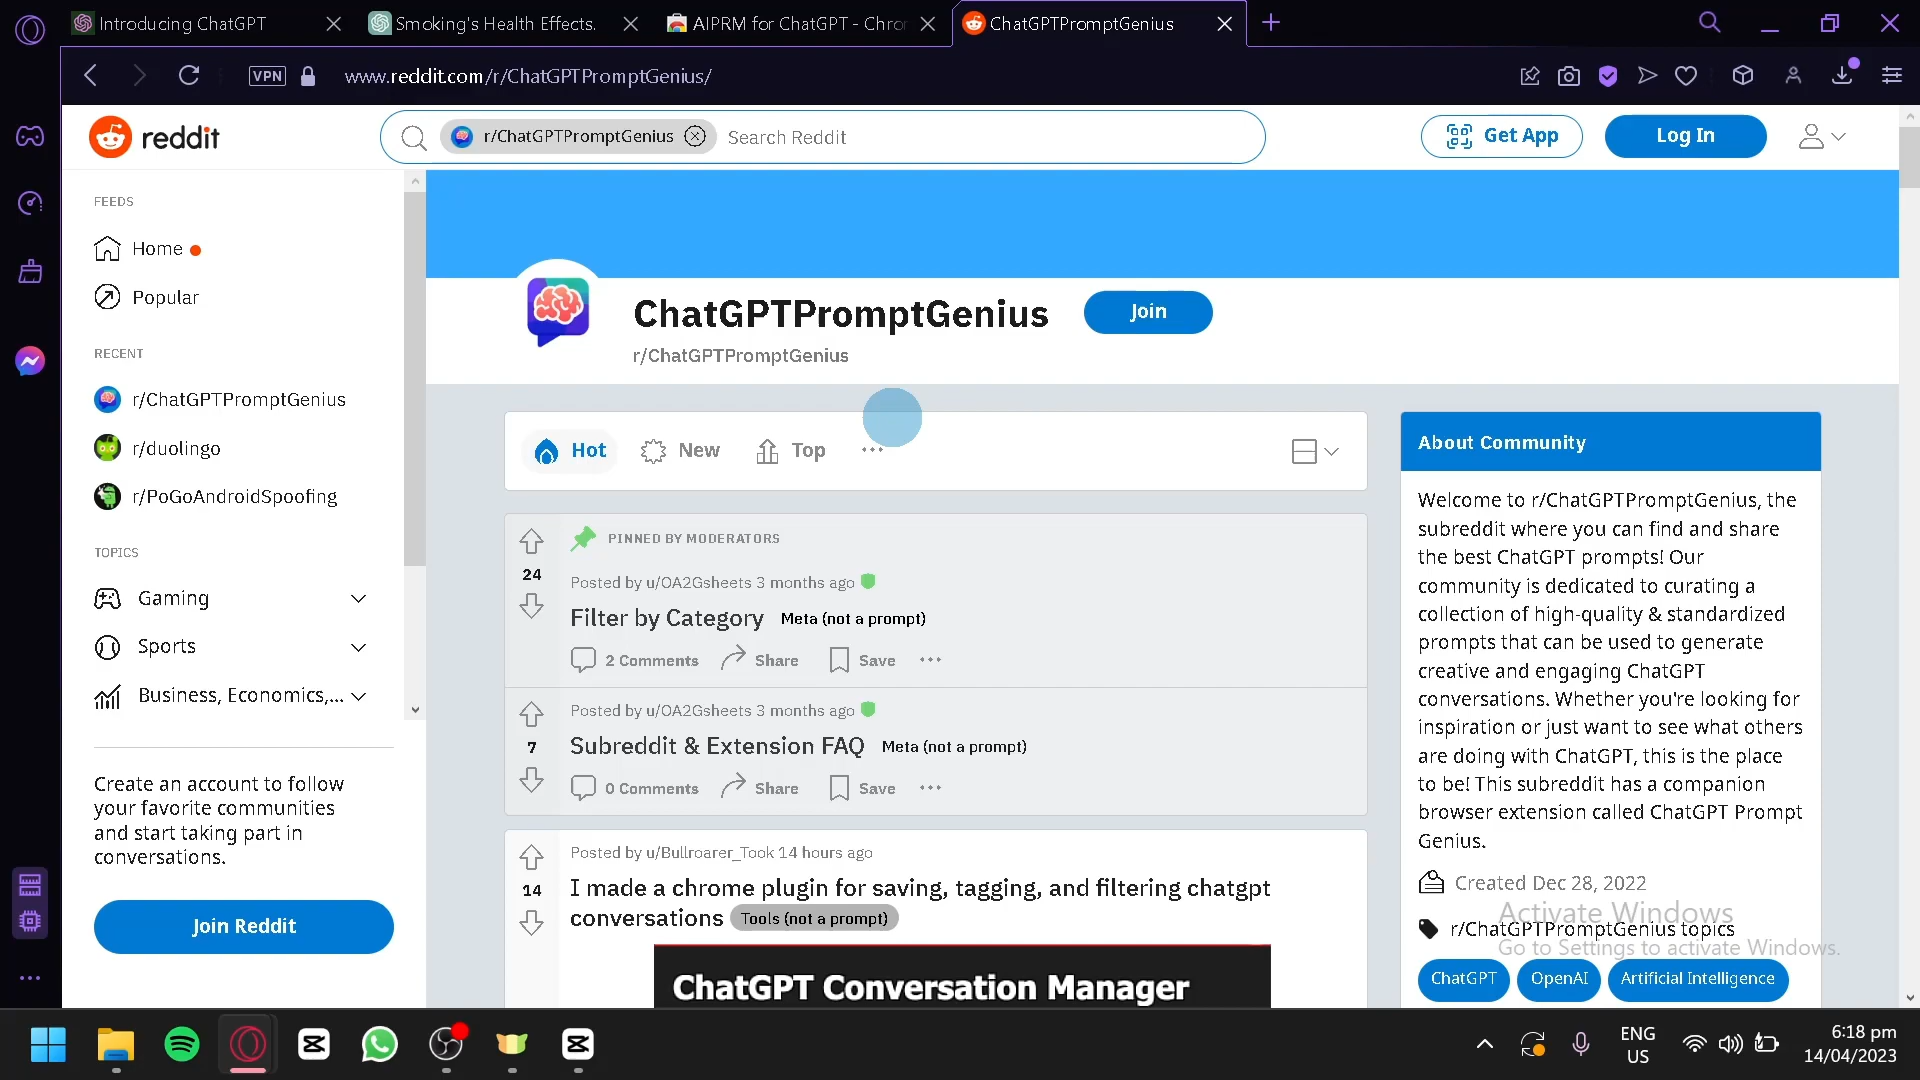 Introducing ChatGPT
Smoking's Health Effects.
AIPRM for ChatGPT - Chro
ChatGPTPromptGenius
VPN
www.reddit.com/r/ChatGPTPromptGenius/
reddit
r/ChatGPTPromptGenius
Search Reddit
Get App
Log In
FEEDS
Home
Popular
RECENT
r/ChatGPTPromptGenius
r/duolingo
r/PoGoAndroidSpoofing
TOPICS
Gaming
Sports
Business, Economics,...
Create an account to follow
your favorite communities
and start taking part in
conversations.
Join Reddit
ChatGPTPromptGenius
Join
r/ChatGPTPromptGenius
Hot
New
Top
24
PINNED BY MODERATORS
Posted by u/OA2Gsheets 3 months ago
Filter by Category Meta (not a prompt)
2 Comments Share Save
7
Posted by u/OA2Gsheets 3 months ago
Subreddit & Extension FAQ Meta (not a prompt)
0 Comments Share Save
14
Posted by u/Bullroarer_Took 14 hours ago
I made a chrome plugin for saving, tagging, and filtering chatgpt
conversations Tools (not a prompt)
ChatGPT Conversation Manager
About Community
Welcome to r/ChatGPTPromptGenius, the
subreddit where you can find and share
the best ChatGPT prompts! Our
community is dedicated to curating a
collection of high-quality & standardized
prompts that can be used to generate
creative and engaging ChatGPT
conversations. Whether you're looking for
inspiration or just want to see what others
are doing with ChatGPT, this is the place
to be! This subreddit has a companion
browser extension called ChatGPT Prompt
Genius.
Created Dec 28, 2022
r/ChatGPTPromptGenius topics
ChatGPT
OpenAI
Artificial Intelligence
Activate Windows
Go to Settings to activate Windows.
ENG
US
6:18 pm
14/04/2023